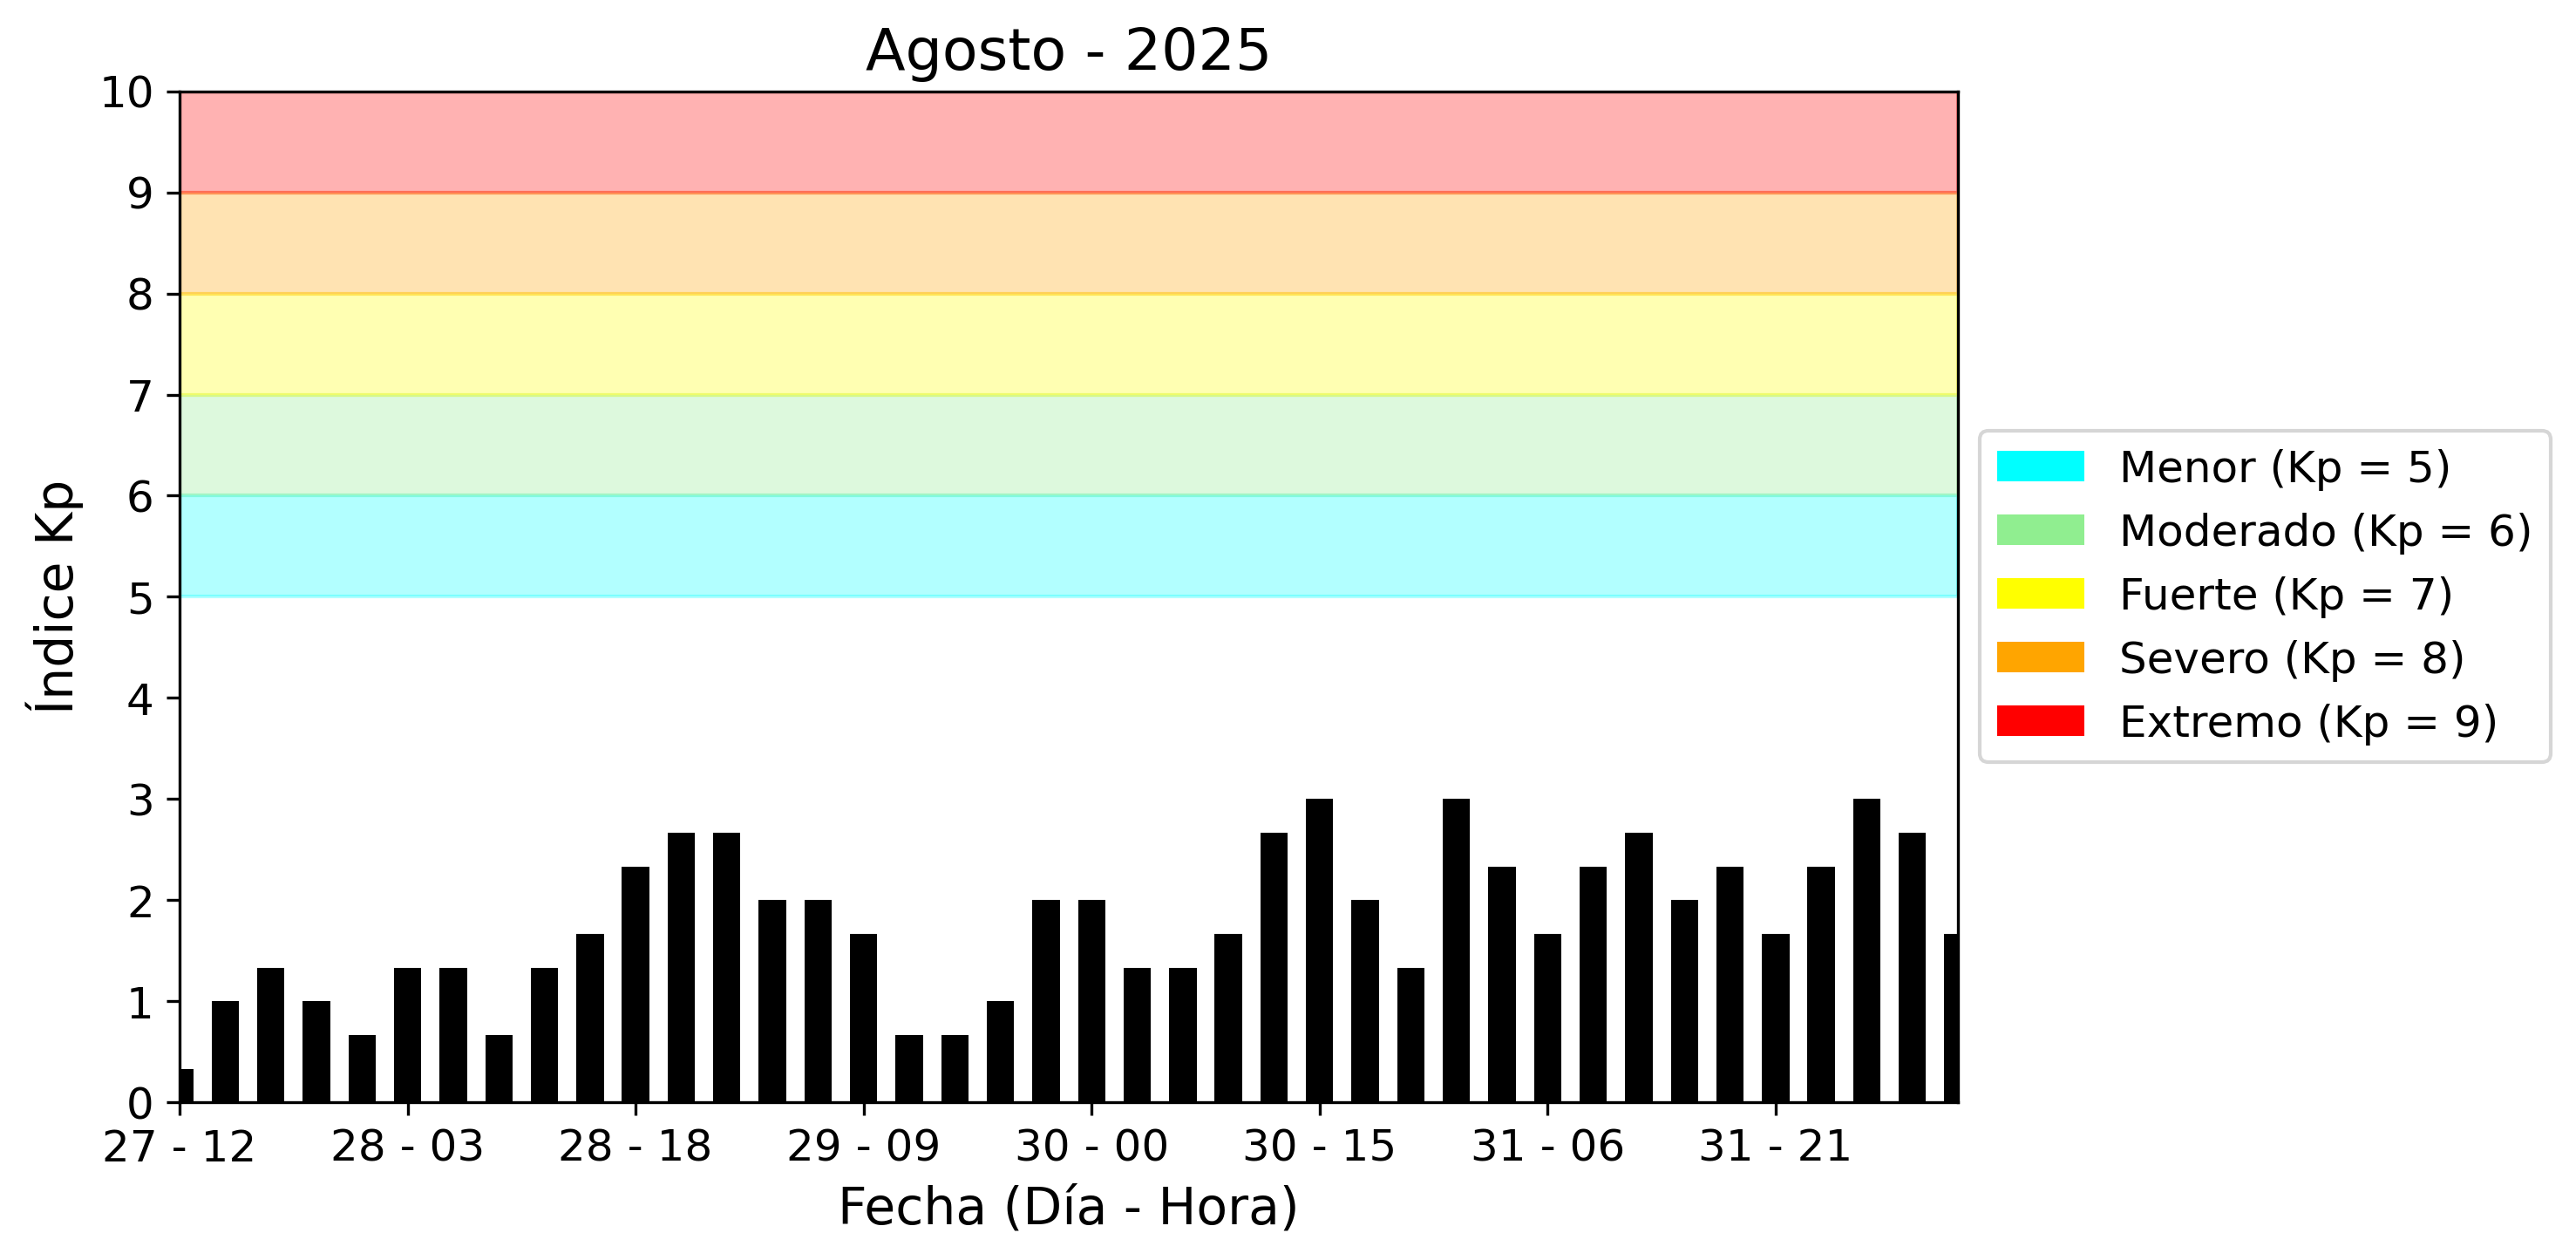 Agosto - 2025
10
9
8
7
6
5
4
3
2
1
0
Índice Kp
27 - 12
28 - 03
28 - 18
29 - 09
30 - 00
30 - 15
31 - 06
31 - 21
Fecha (Día - Hora)
Menor (Kp = 5)
Moderado (Kp = 6)
Fuerte (Kp = 7)
Severo (Kp = 8)
Extremo (Kp = 9)